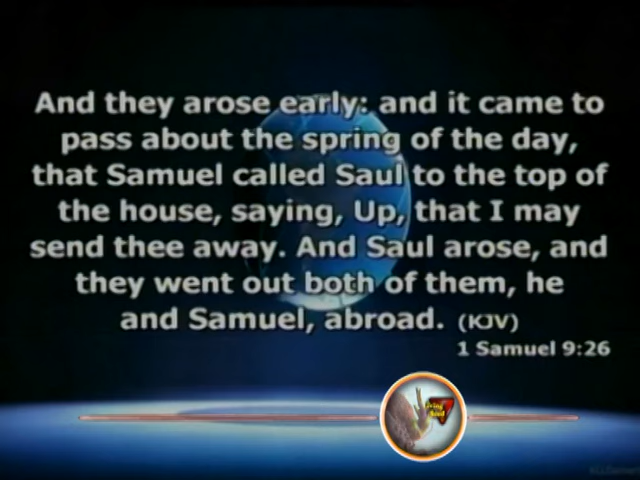 And they arose early: and it came to
pass about the spring of the day,
that Samuel called Saul to the top of
the house, saying, Up, that I may
send thee away. And Saul arose, and
they went out both of them, he
and Samuel, abroad. (KJV)
1 Samuel 9:26